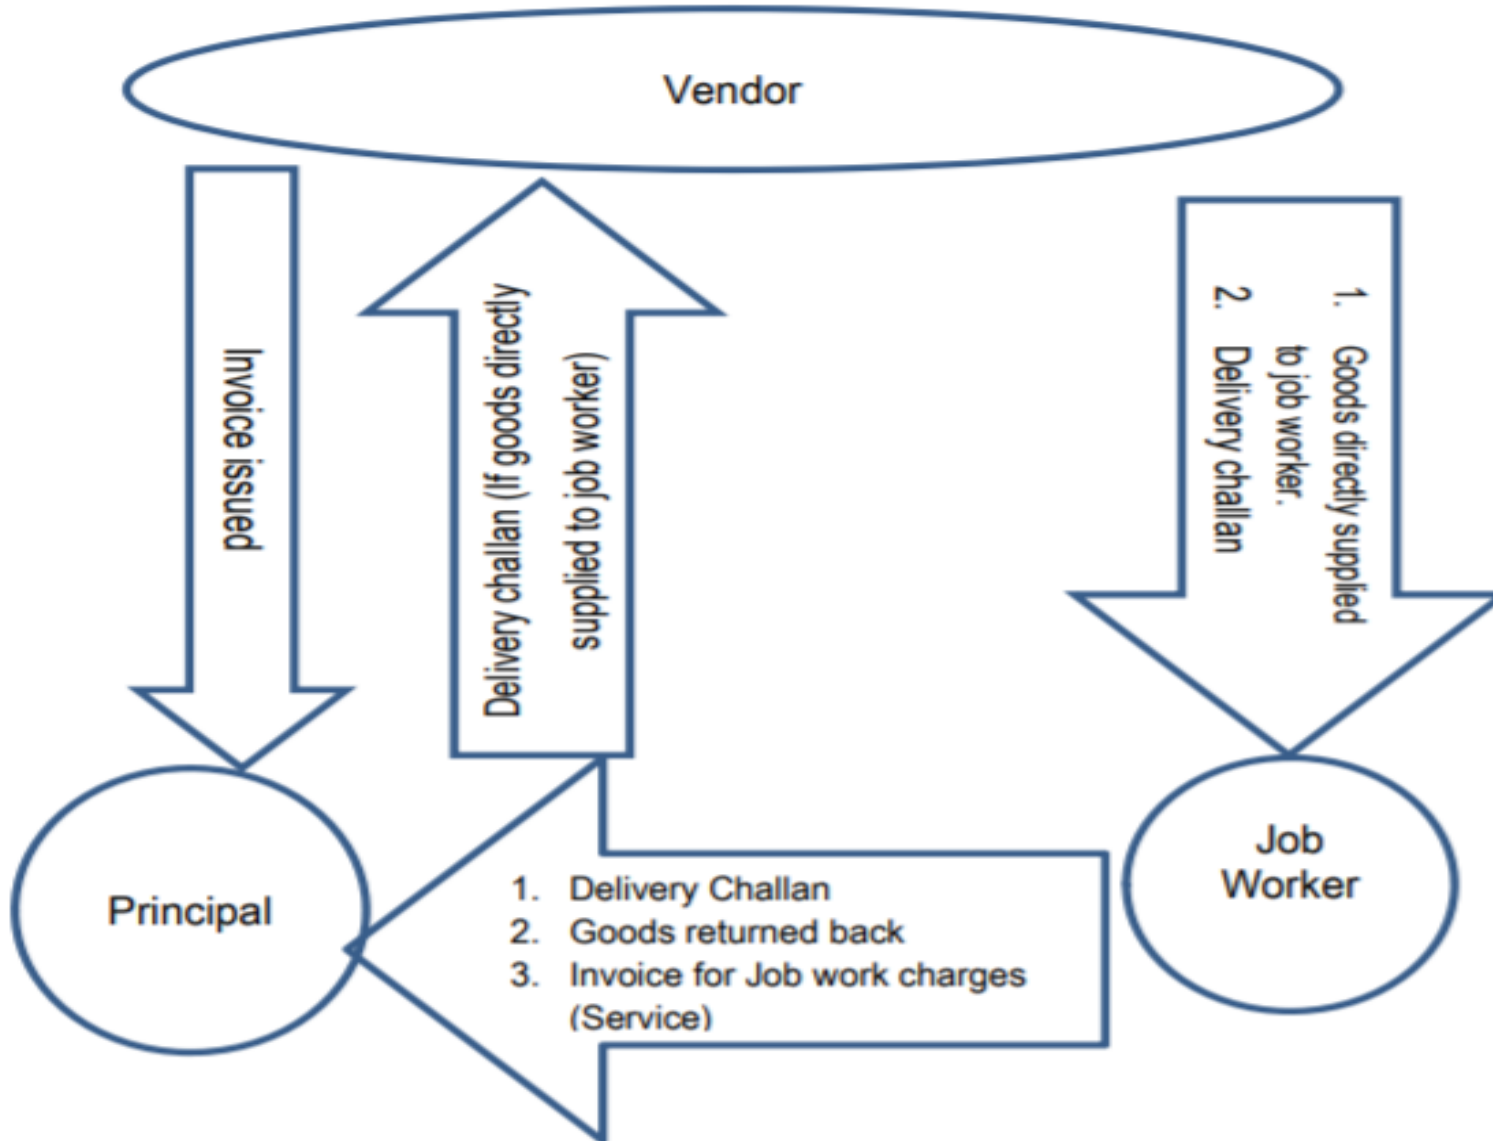 Vendor
Invoice issued
Delivery challan (If goods directly
supplied to job worker)
1. Goods directly supplied
to job worker.
2. Delivery challan
Principal
1. Delivery Challan
2. Goods returned back
3. Invoice for Job work charges
(Service)
Job
Worker